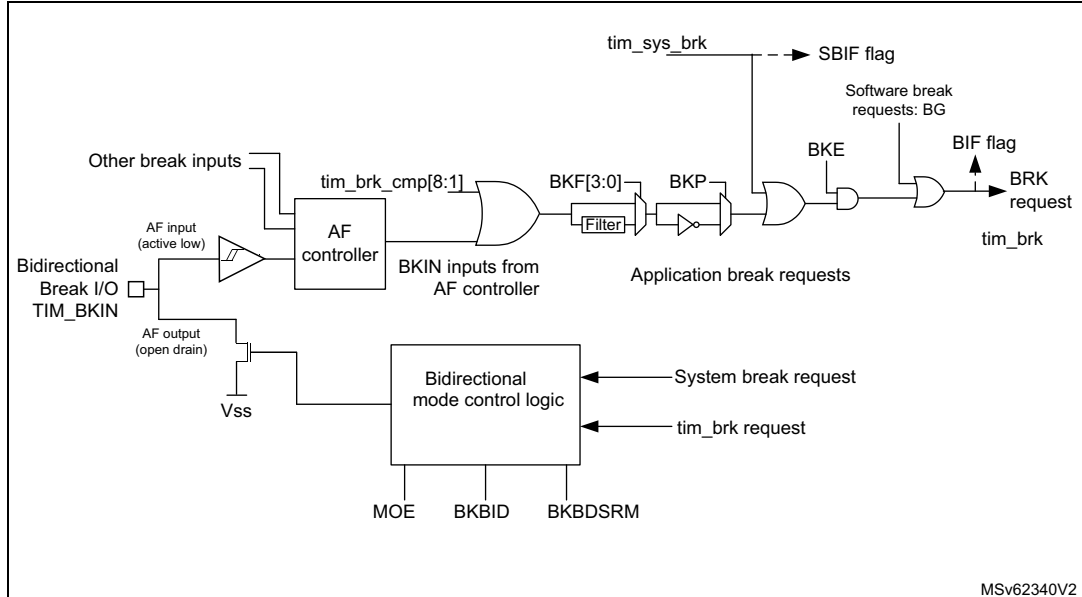 tim_sys_brk
SBIF flag
Software break
requests: BG
BKE
BIF flag
Other break inputs
tim_brk_cmp[8:1]
BKF[3:0]
BKP
BRK
request
Filter
AF input
(active low)
AF
controller
tim_brk
BKIN inputs from
AF controller
Application break requests
Bidirectional
Break I/O
TIM_BKIN
AF output
(open drain)
Bidirectional
mode control logic
System break request
Vss
tim_brk request
MOE
BKBID
BKBDSRM
MSv62340V2